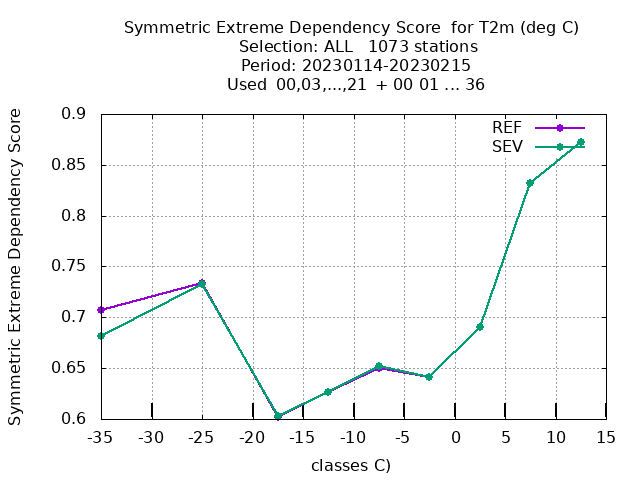 Symmetric Extreme Dependency Score  for T2m (deg C)
Selection: ALL   1073 stations
Period: 20230114-20230215
Used  00,03,...,21  + 00 01 ... 36
Symmetric Extreme Dependency Score
0.9
0.85
0.8
0.75
0.7
0.65
0.6
REF
SEV
-35 -30 -25 -20 -15 -10 -5 0 5 10 15
classes C)